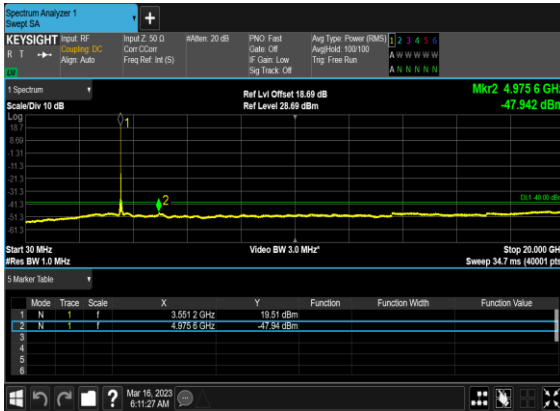 Spectrum Analyzer 1
Swept SA
+
KEYSIGHT Input: RF Input Z: 50 Ω #Atten: 20 dB PNO: Fast Avg Type: Power (RMS) 1 2 3 4 5 6
R T Coupling: DC Corr CCorr Gate: Off Avg|Hold: 100/100 A W W W W W
Align: Auto Freq Ref: Int (S) IF Gain: Low Trig: Free Run
Sig Track: Off A N N N N N
1 Spectrum
Mkr2 4.975 6 GHz
Ref Lvl Offset 18.69 dB
Scale/Div 10 dB Ref Level 28.69 dBm -47.942 dBm
Log
18.7
8.69
-1.31
-11.3
-21.3
-31.3
-41.3
-51.3
-61.3
1
2
DL1 -40.00 dBm
Start 30 MHz Video BW 3.0 MHz* Stop 20.000 GHz
#Res BW 1.0 MHz Sweep 34.7 ms (40001 pts)
5 Marker Table
Mode Trace Scale X Y Function Function Width Function Value
1 N 1 f 3.551 2 GHz 19.51 dBm
2 N 1 f 4.975 6 GHz -47.94 dBm
3
4
5
6
? Mar 16, 2023
6:11:27 AM